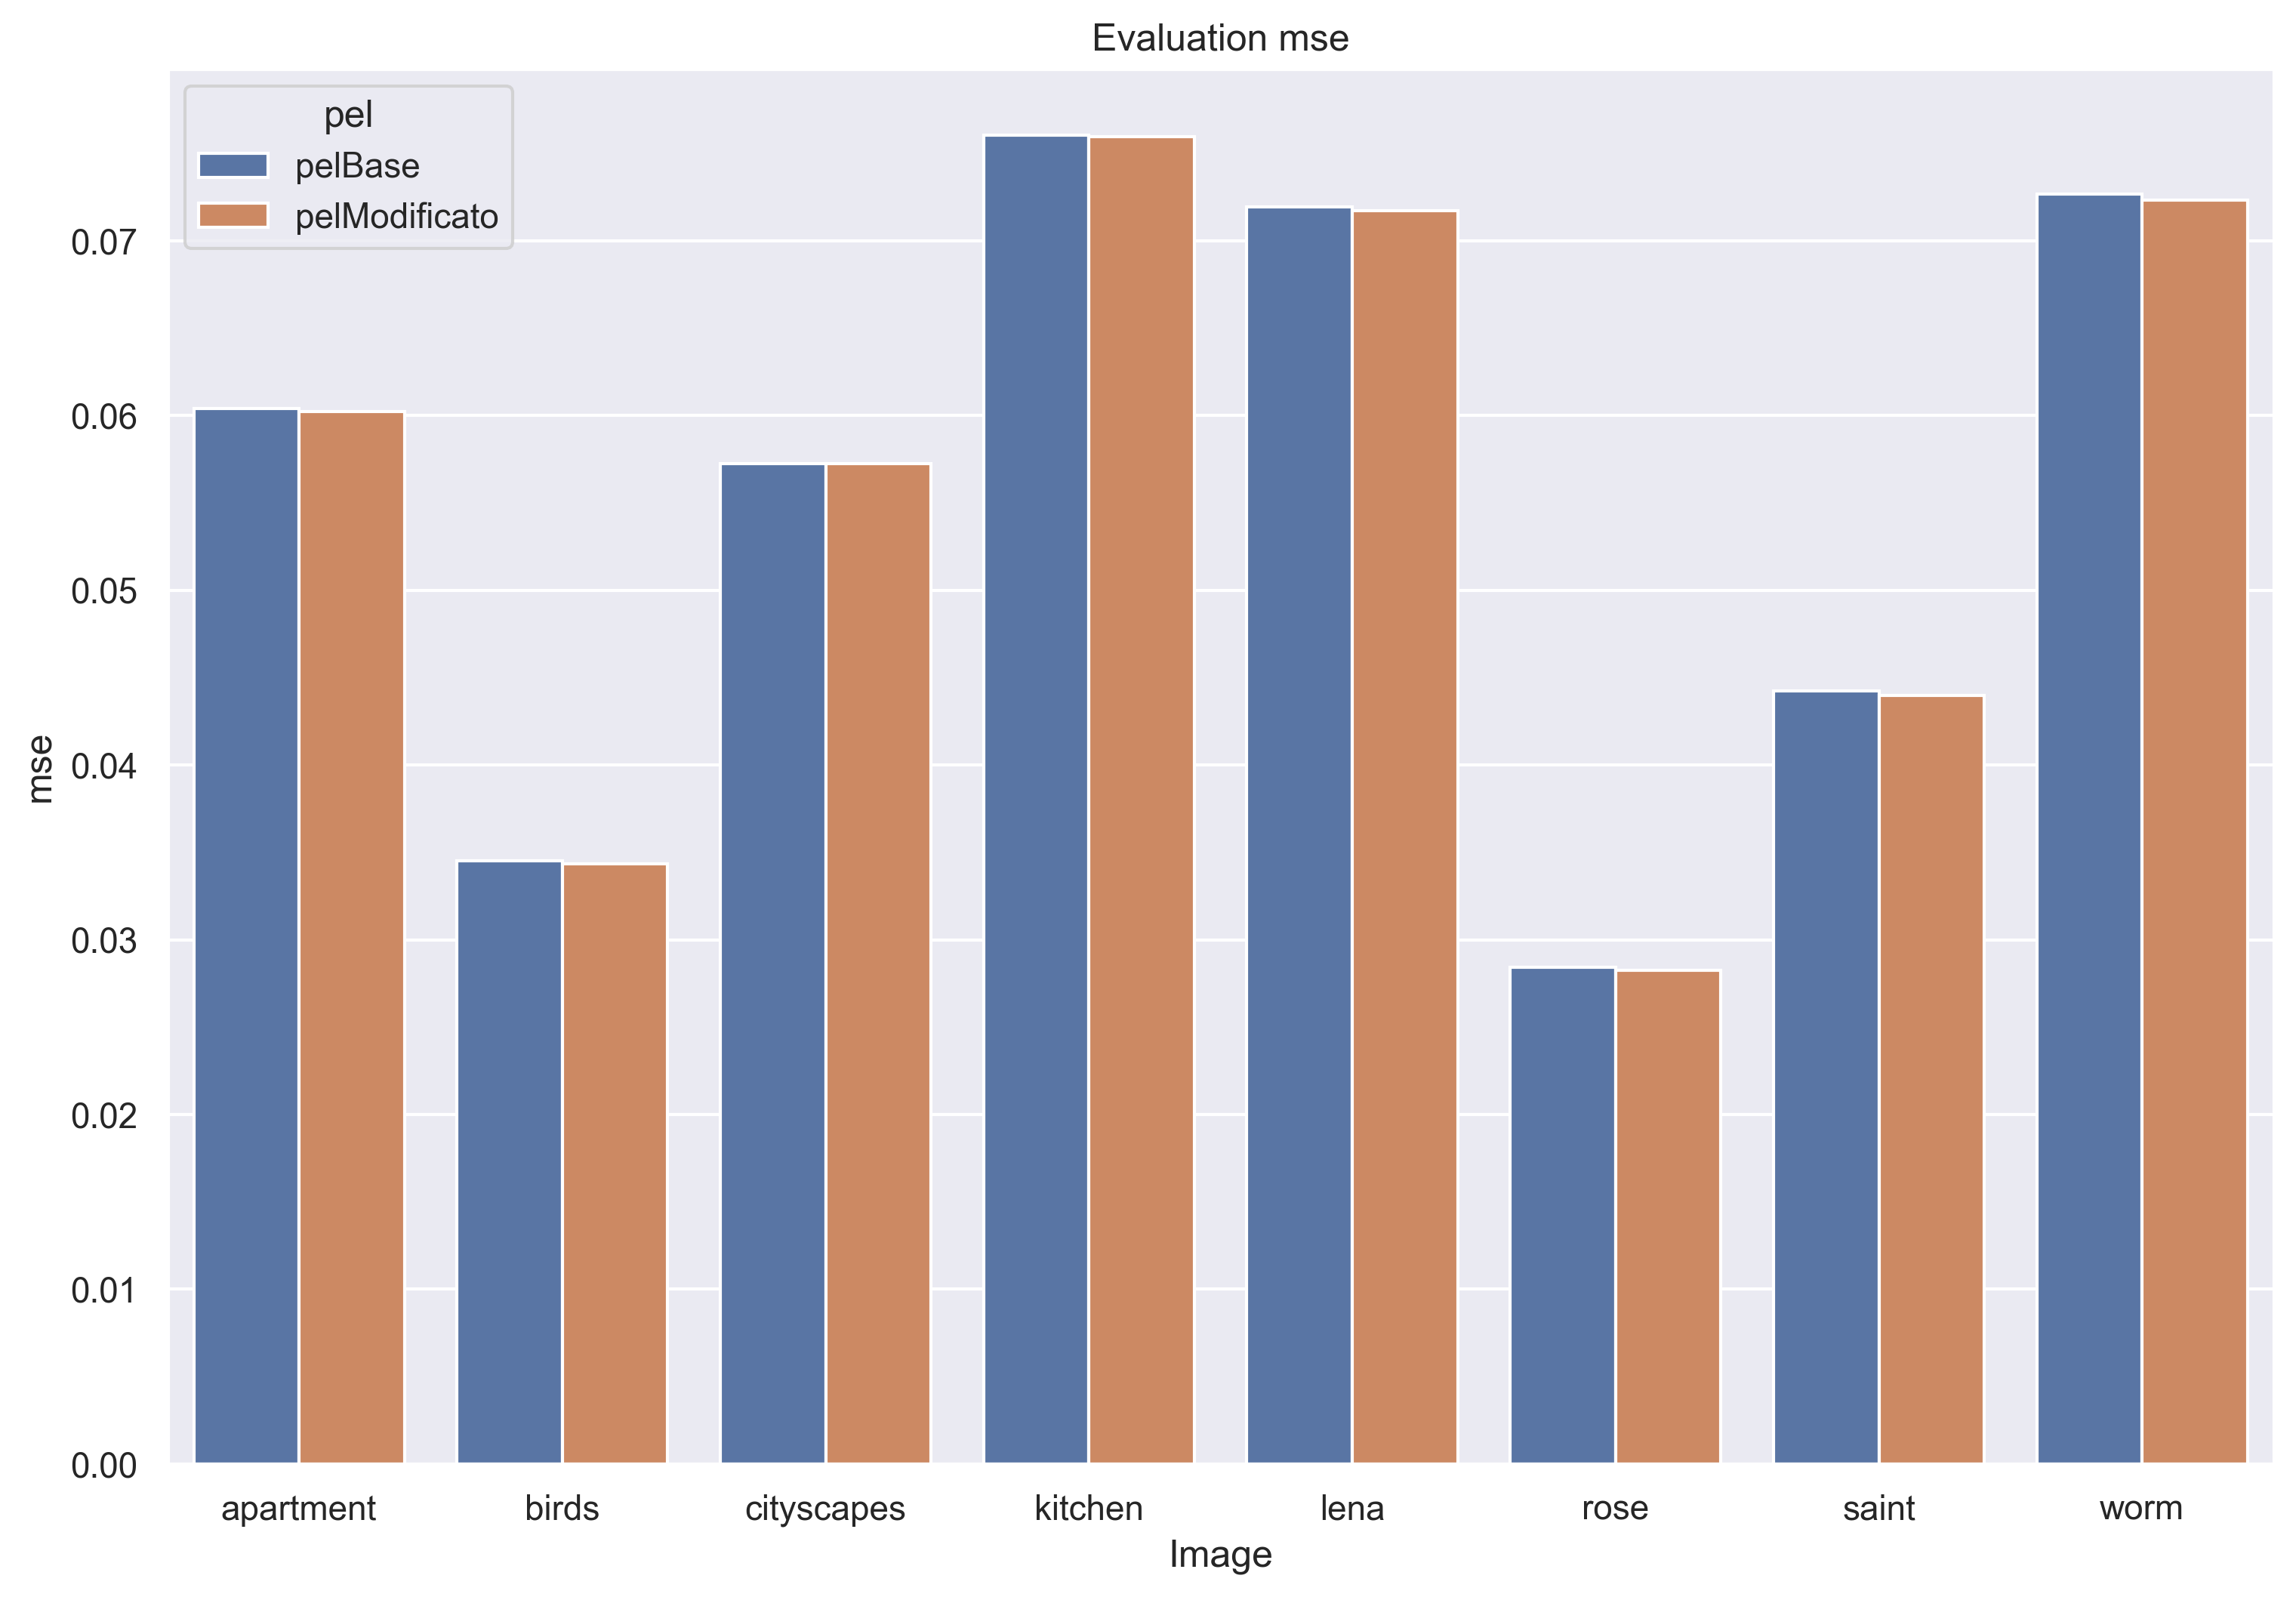 Evaluation mse
pel
pelBase
pelModificato
mse
0.07
0.06
0.05
0.04
0.03
0.02
0.01
0.00
apartment birds cityscapes kitchen lena rose saint worm
Image